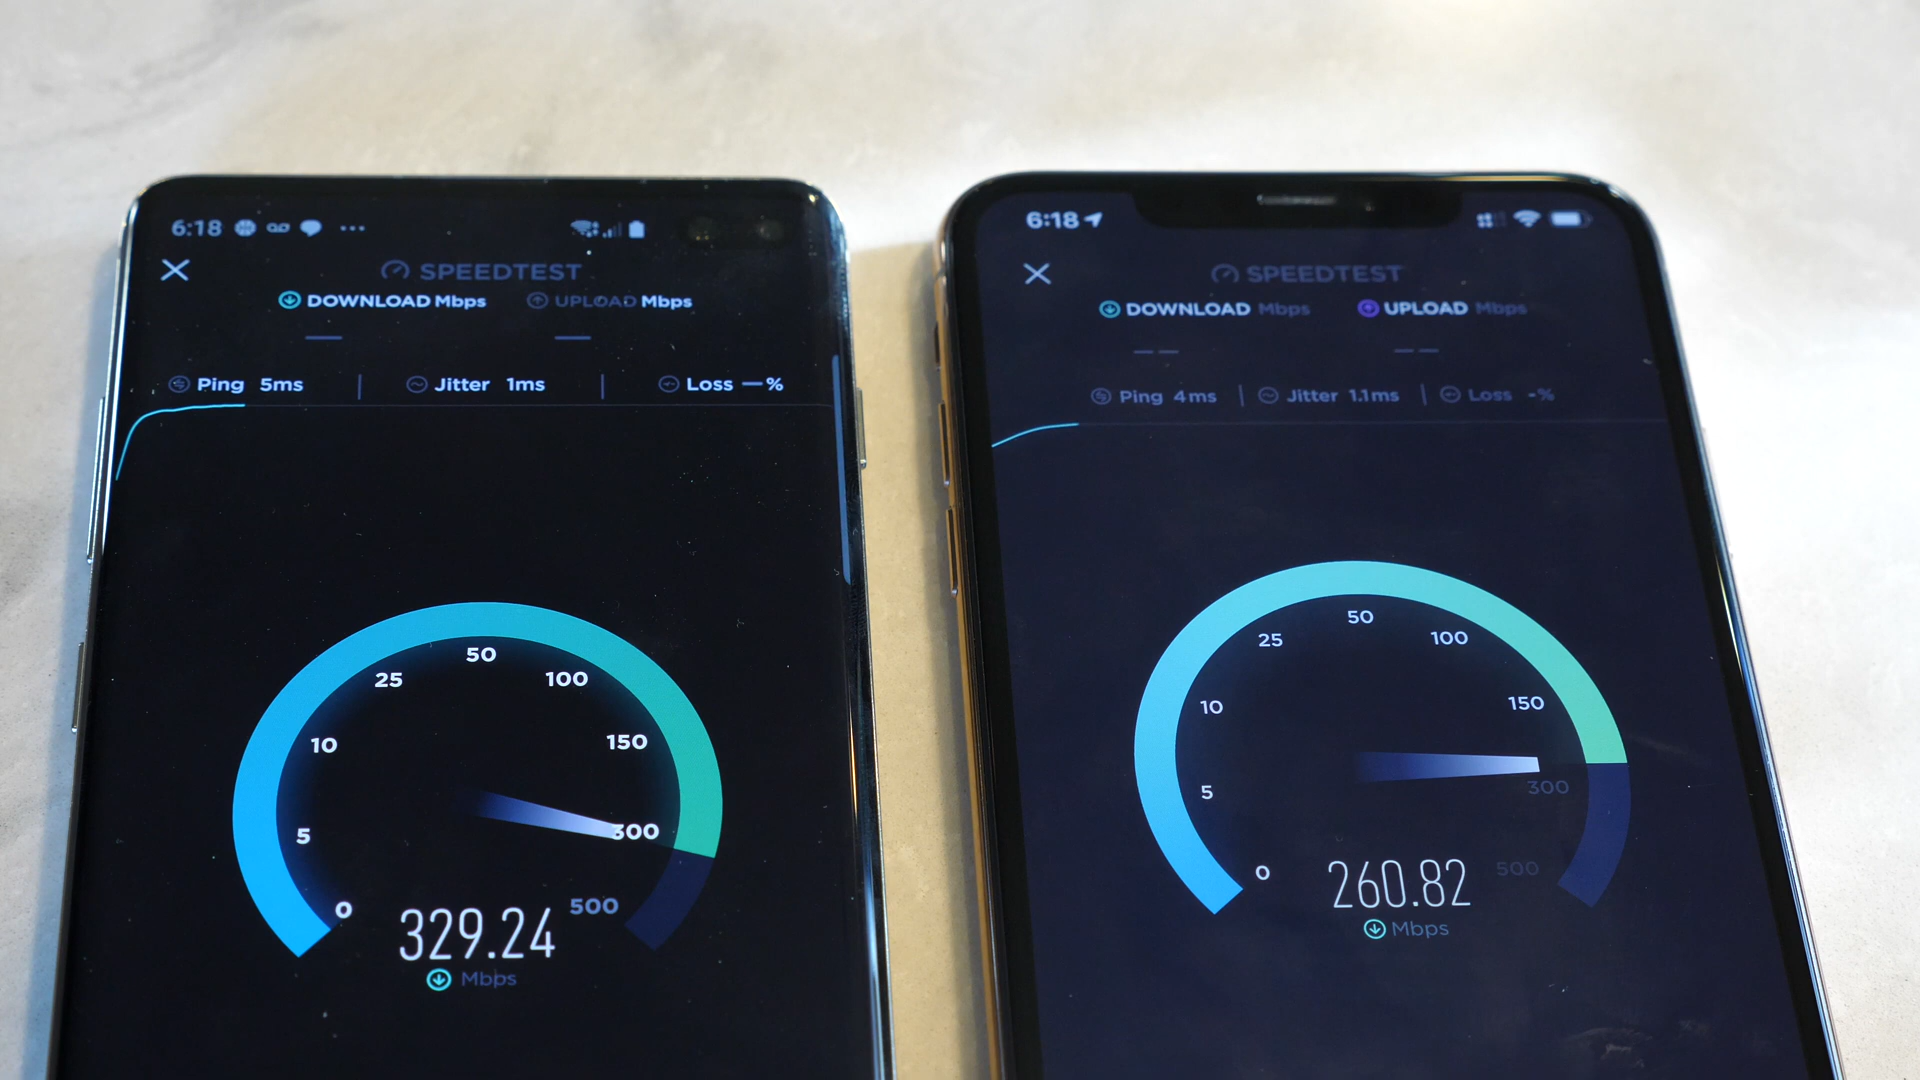 6:18
SPEEDTEST
DOWNLOAD Mbps UPLOAD Mbps
Ping 5ms Jitter 1ms Loss —%
50
25 100
10 150
5 300
0 500
329.24
Mbps
6:18
SPEEDTEST
DOWNLOAD Mbps UPLOAD Mbps
— —  — —
Ping 4ms Jitter 1.1ms Loss -%
50
25 100
10 150
5 300
0 500
260.82
Mbps